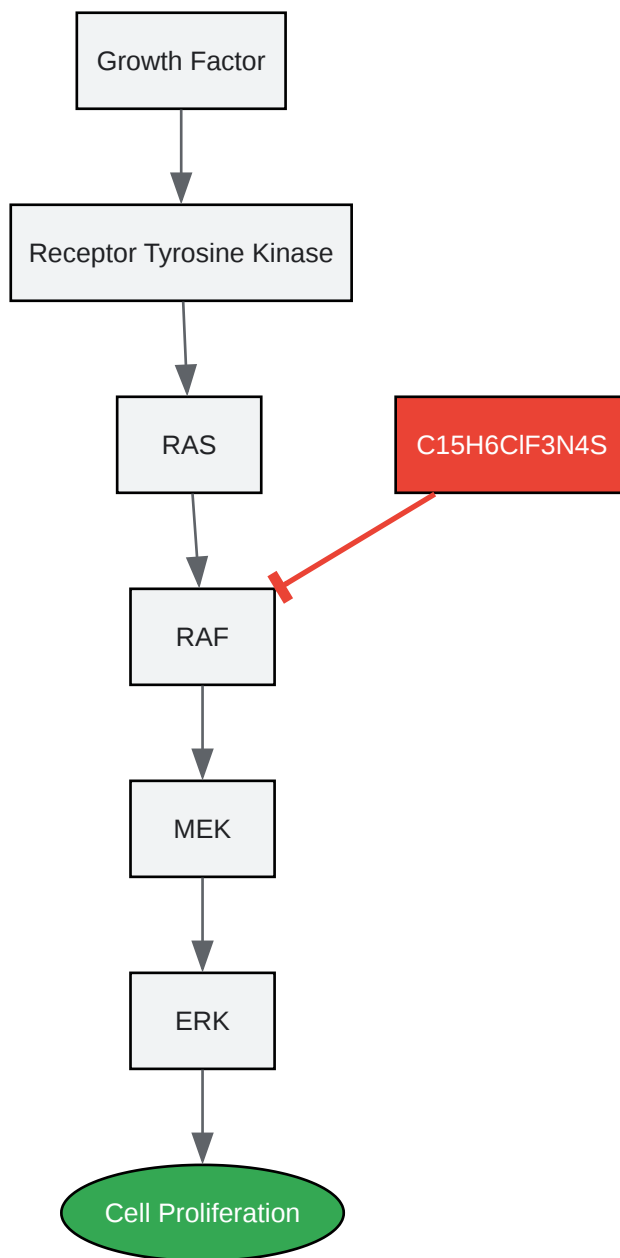 Growth Factor
Receptor Tyrosine Kinase
RAS
C15H6ClF3N4S
RAF
MEK
ERK
Cell Proliferation